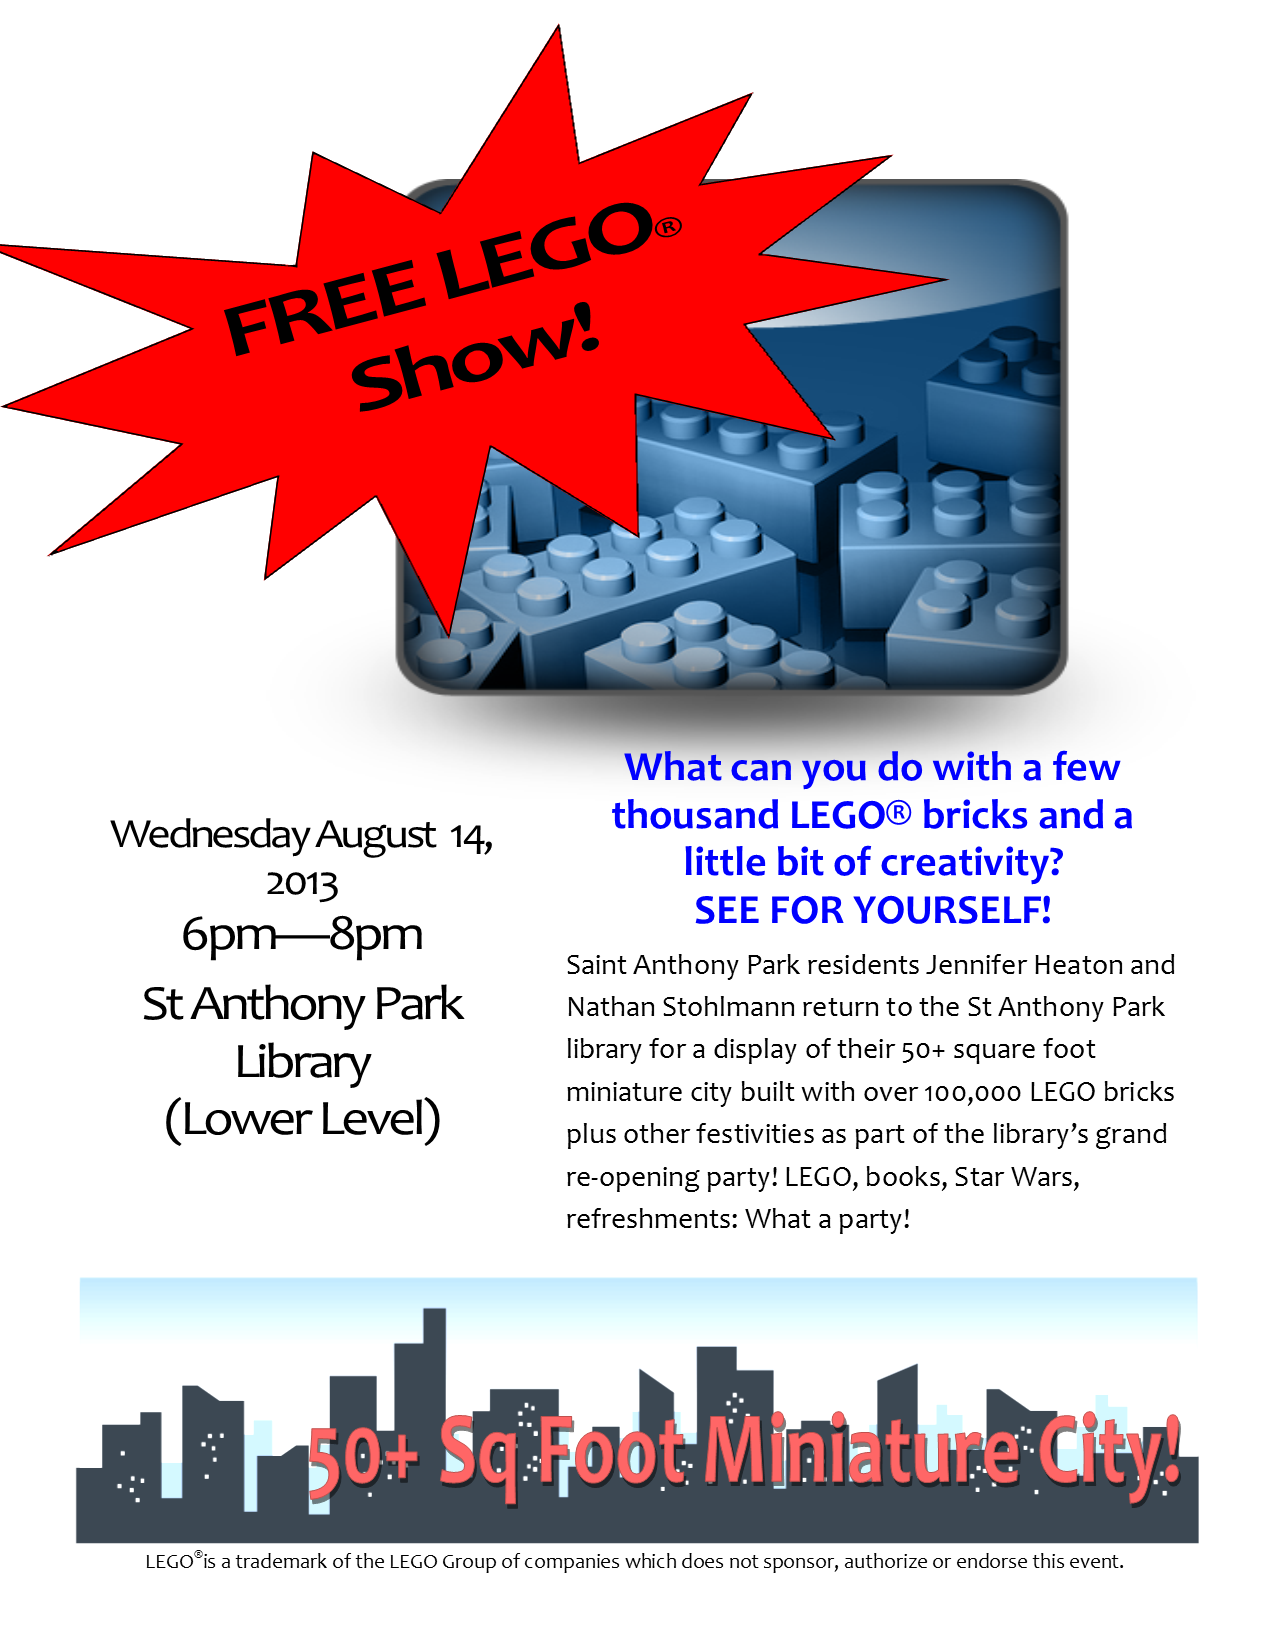 FREE LEGO®
Show!
Wednesday August 14,
2013
6pm—8pm
St Anthony Park
Library
(Lower Level)
What can you do with a few
thousand LEGO® bricks and a
little bit of creativity?
SEE FOR YOURSELF!
Saint Anthony Park residents Jennifer Heaton and
Nathan Stohlmann return to the St Anthony Park
library for a display of their 50+ square foot
miniature city built with over 100,000 LEGO bricks
plus other festivities as part of the library’s grand
re-opening party! LEGO, books, Star Wars,
refreshments: What a party!
50+ Sq Foot Miniature City!
LEGO®is a trademark of the LEGO Group of companies which does not sponsor, authorize or endorse this event.